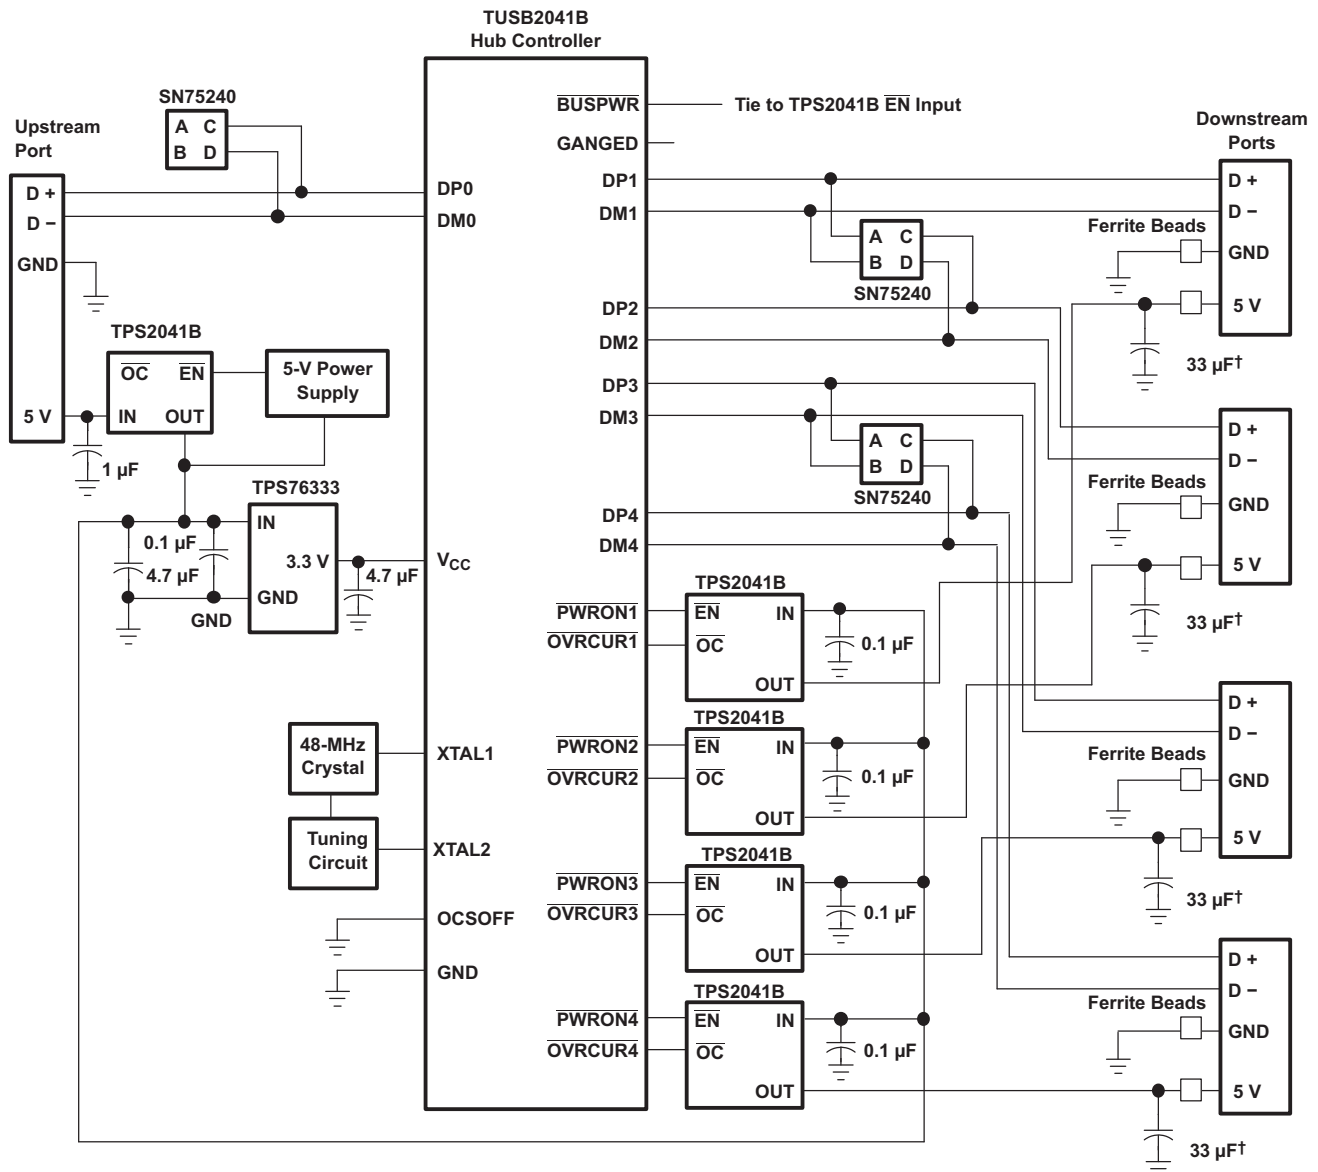 TUSB2041B
Hub Controller
SN75240
A C
B D
Upstream
Port
D +
D −
GND
5 V
TPS2041B
OC EN
IN OUT
5-V Power
Supply
1 µF
TPS76333
IN
3.3 V
GND
0.1 µF
4.7 µF
GND
4.7 µF
48-MHz
Crystal
Tuning
Circuit
DP0
DM0
VCC
XTAL1
XTAL2
OCSOFF
GND
BUSPWR
Tie to TPS2041B EN Input
GANGED
DP1
DM1
DP2
DM2
DP3
DM3
DP4
DM4
PWRON1
OVRCUR1
PWRON2
OVRCUR2
PWRON3
OVRCUR3
PWRON4
OVRCUR4
A C
B D
SN75240
A C
B D
SN75240
TPS2041B
EN IN
OC
OUT
0.1 µF
TPS2041B
EN IN
OC
OUT
0.1 µF
TPS2041B
EN IN
OC
OUT
0.1 µF
TPS2041B
EN IN
OC
OUT
0.1 µF
Downstream
Ports
D +
D −
Ferrite Beads
GND
5 V
33 µF†
D +
D −
Ferrite Beads
GND
5 V
33 µF†
D +
D −
Ferrite Beads
GND
5 V
33 µF†
D +
D −
Ferrite Beads
GND
5 V
33 µF†